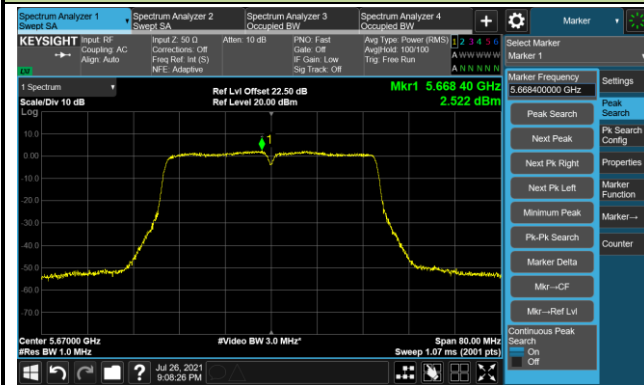 Spectrum Analyzer 1
Swept SA
Spectrum Analyzer 2
Swept SA
Spectrum Analyzer 3
Occupied BW
Spectrum Analyzer 4
Occupied BW
+
Marker
KEYSIGHT
Input: RF
Coupling: AC
Align: Auto
Input Z: 50 Ω
Corrections: Off
Freq Ref: Int (S)
NFE: Adaptive
Atten: 10 dB
PNO: Fast
Gate: Off
IF Gain: Low
Sig Track: Off
Avg Type: Power (RMS)
Avg|Hold: 100/100
Trig: Free Run
1 2 3 4 5 6
A W W W W W
A N N N N N
LXI
Select Marker
Marker 1
1 Spectrum
Scale/Div 10 dB
Log
Ref Lvl Offset 22.50 dB
Ref Level 20.00 dBm
Mkr1 5.668 40 GHz
2.522 dBm
Marker Frequency
5.668400000 GHz
Settings
Peak Search
Peak
Search
Next Peak
Pk Search
Config
Next Pk Right
Properties
Next Pk Left
Marker
Function
Minimum Peak
Marker→
Pk-Pk Search
Counter
Marker Delta
Mkr→CF
Mkr→Ref Lvl
Continuous Peak
Search
On
Off
10.0
0.00
-10.0
-20.0
-30.0
-40.0
-50.0
-60.0
-70.0
1
Center 5.67000 GHz
#Res BW 1.0 MHz
#Video BW 3.0 MHz*
Span 80.00 MHz
Sweep 1.07 ms (2001 pts)
?
Jul 26, 2021
9:08:26 PM